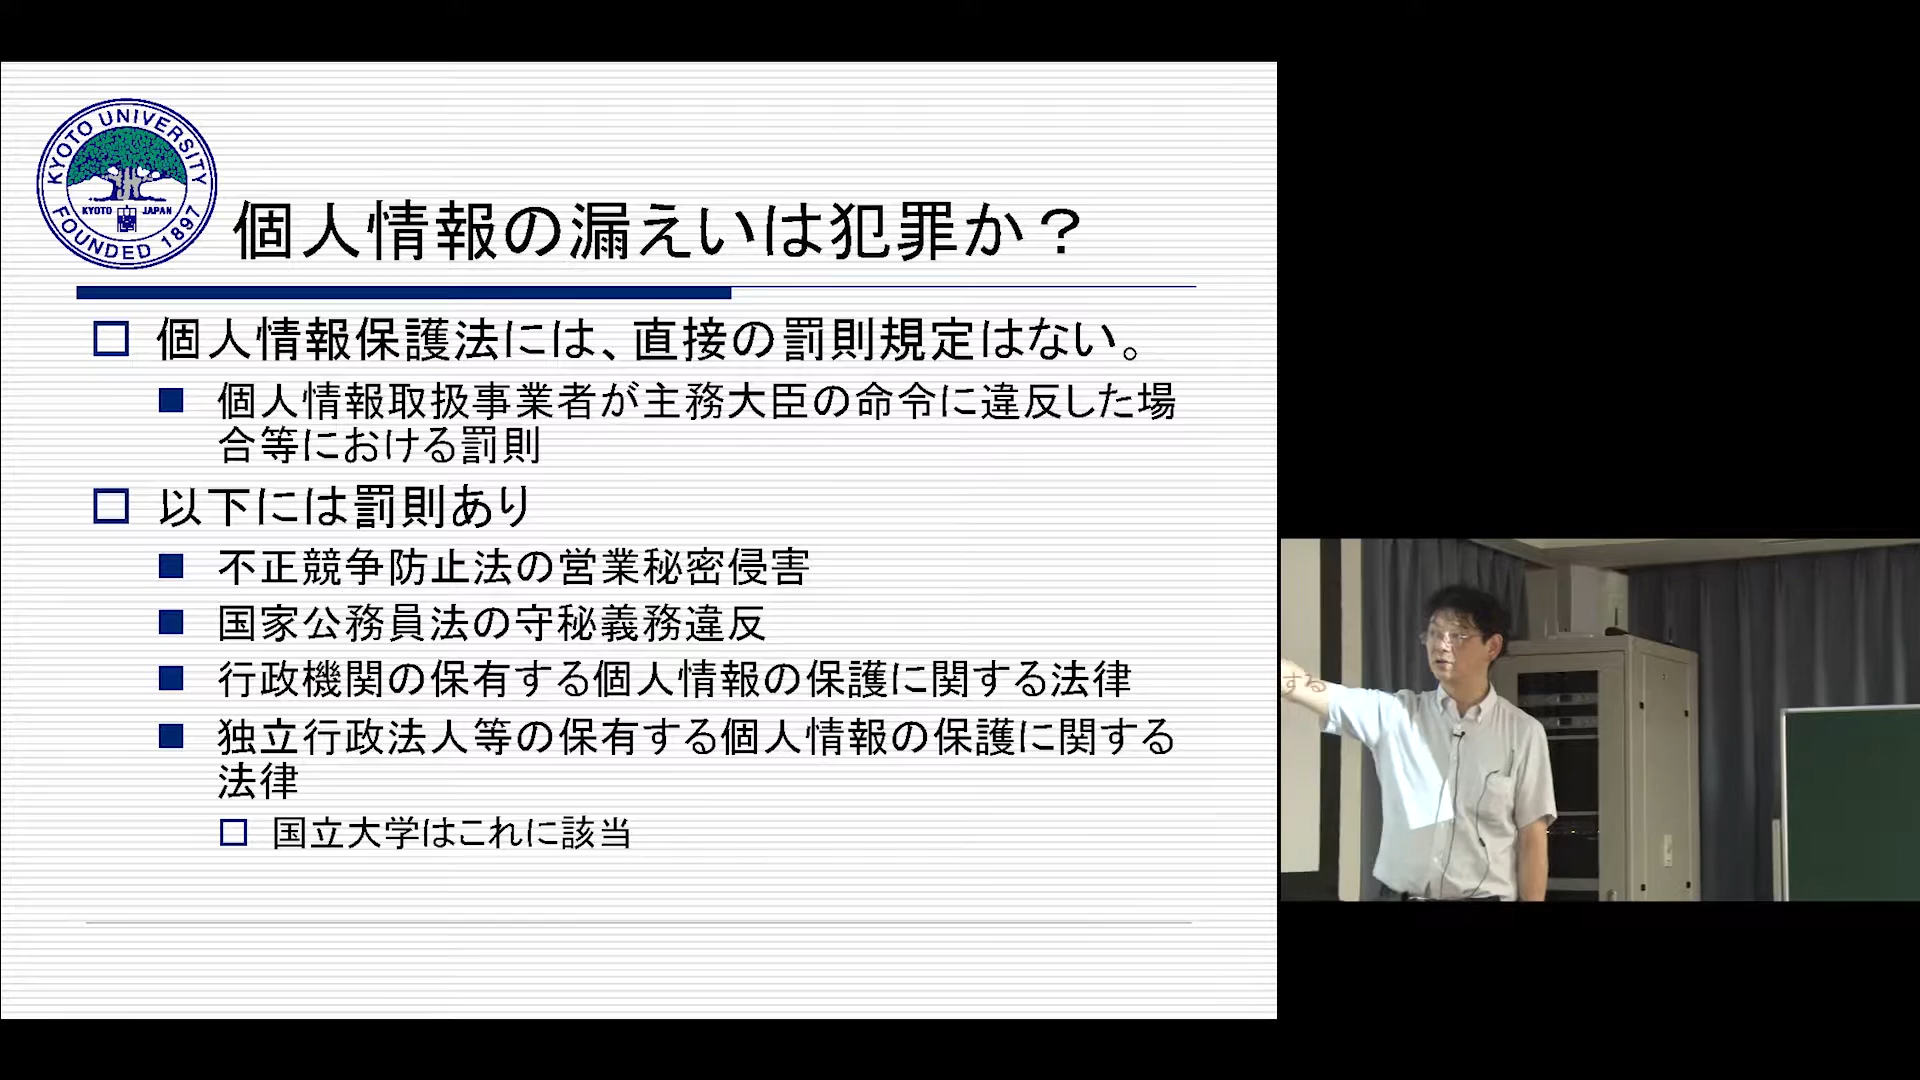 KYOTO UNIVERSITY
KYOTO JAPAN
FOUNDED 1897
個人情報の漏えいは犯罪か？
個人情報保護法には、直接の罰則規定はない。
個人情報取扱事業者が主務大臣の命令に違反した場
合等における罰則
以下には罰則あり
不正競争防止法の営業秘密侵害
国家公務員法の守秘義務違反
行政機関の保有する個人情報の保護に関する法律
独立行政法人等の保有する個人情報の保護に関する
法律
国立大学はこれに該当
する